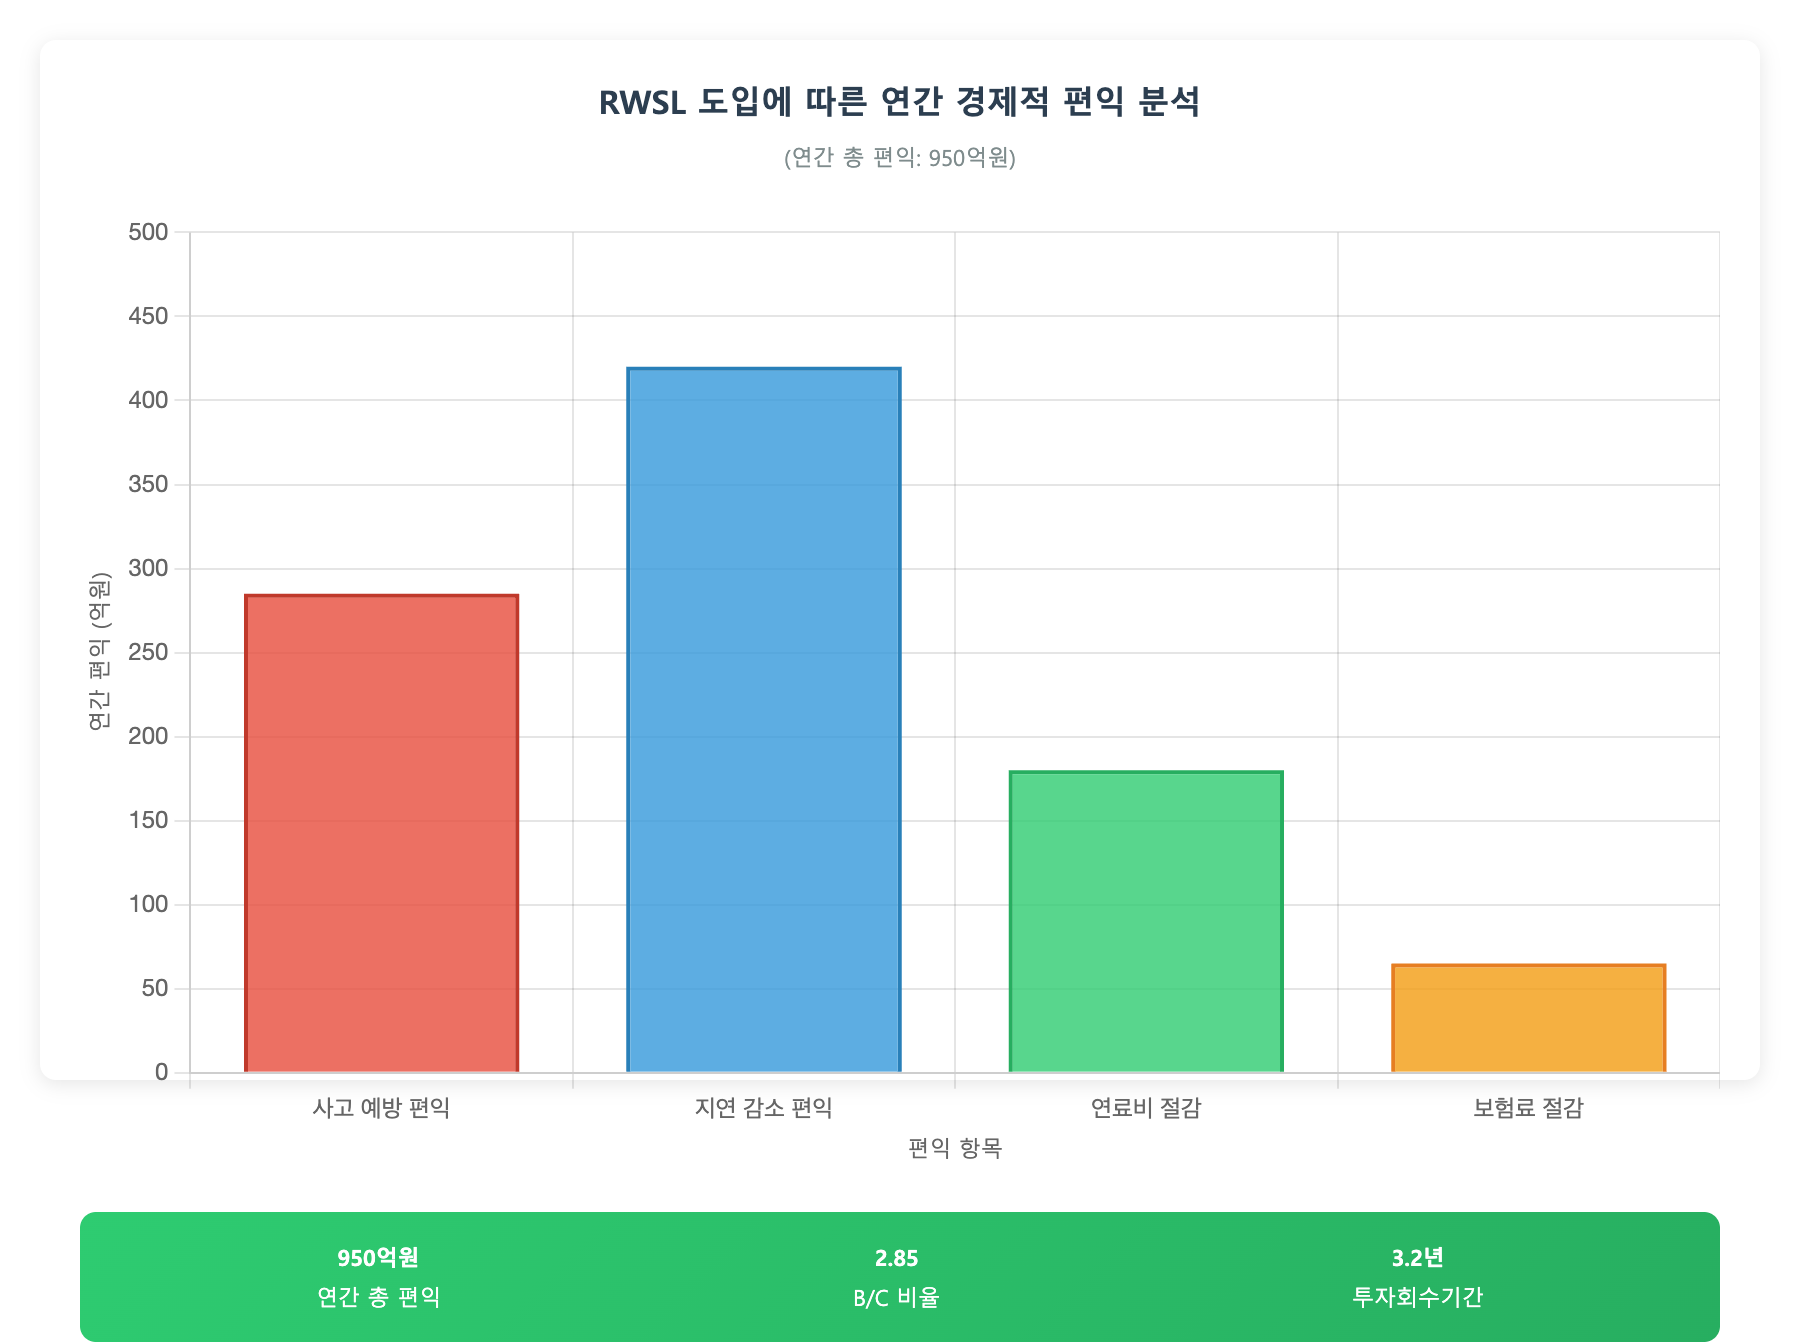 RWSL 도입에 따른 연간 경제적 편익 분석
(연간 총 편익: 950억원)
500
450
400
350
300
250
200
150
100
50
0
연간 편익 (억원)
사고 예방 편익
지연 감소 편익
연료비 절감
보험료 절감
편익 항목
950억원
연간 총 편익
2.85
B/C 비율
3.2년
투자회수기간